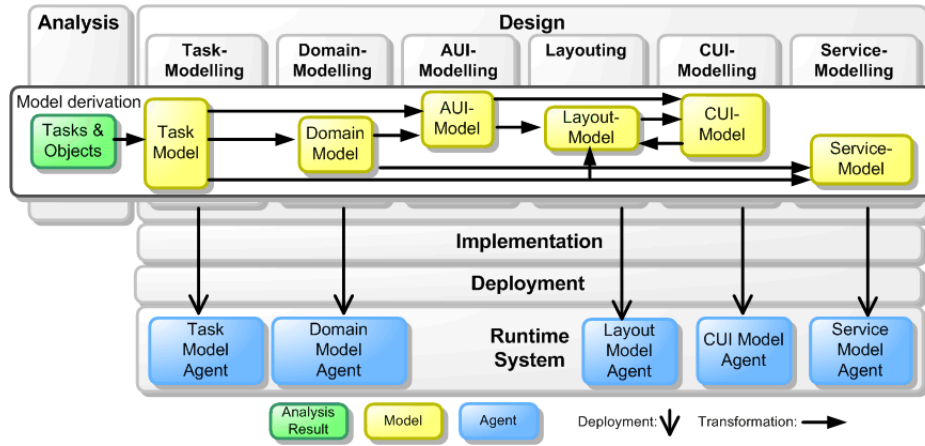 Analysis
Design
Task-
Modelling
Domain-
Modelling
AUI-
Modelling
Layouting
CUI-
Modelling
Service-
Modelling
Model derivation
Tasks &
Objects
Task
Model
Domain
Model
AUI-
Model
Layout-
Model
CUI-
Model
Service-
Model
Implementation
Deployment
Task
Model
Agent
Domain
Model
Agent
Runtime
System
Layout
Model
Agent
CUI Model
Agent
Service
Model
Agent
Analysis
Result
Model
Agent
Deployment:
Transformation: